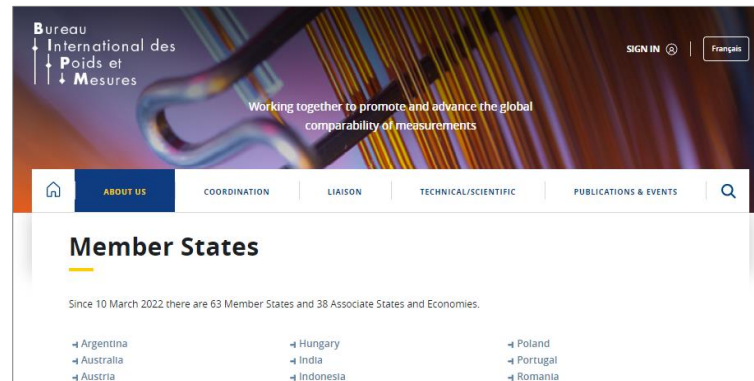 Bureau
International des
Poids et
Mesures
SIGN IN
Français
Working together to promote and advance the global
comparability of measurements
ABOUT US COORDINATION LIAISON TECHNICAL/SCIENTIFIC PUBLICATIONS & EVENTS
Member States
Since 10 March 2022 there are 63 Member States and 38 Associate States and Economies.
Argentina Hungary Poland
Australia India Portugal
Austria Indonesia Romania